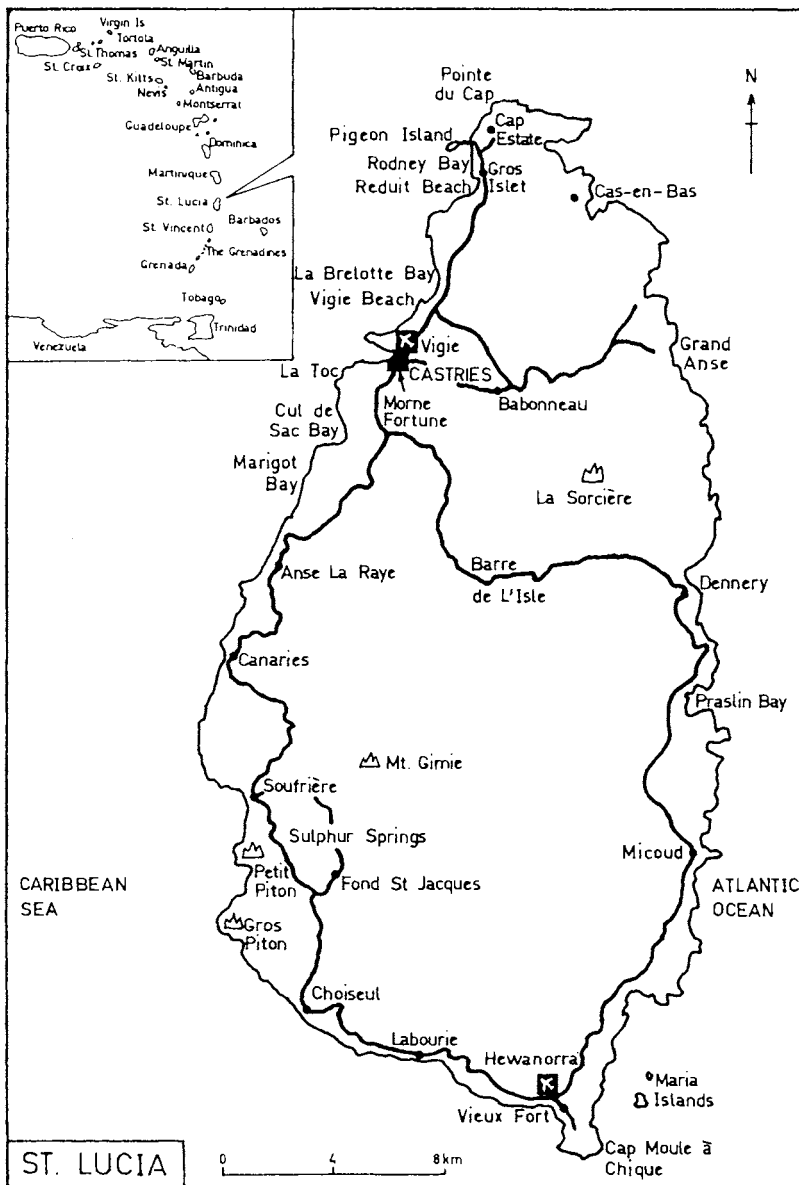 Puerto Rico
Virgin Is
Tortola
St. Thomas
Anguilla
St. Croix
St. Martin
St. Kitts
Barbuda
Nevis
Antigua
Montserrat
Guadeloupe
Dominica
Martinique
St. Lucia
St. Vincent
Barbados
The Grenadines
Grenada
Tobago
Trinidad
Venezuela
N
Pointe
du Cap
Cap
Estate
Pigeon Island
Rodney Bay
Reduit Beach
Gros
Islet
Cas-en-Bas
La Brelotte Bay
Vigie Beach
Vigie
Grand
Anse
La Toc
CASTRIES
Morne
Fortune
Babonneau
Cul de
Sac Bay
Marigot
Bay
La Sorcière
Anse La Raye
Barre
de L'Isle
Dennery
Canaries
Praslin Bay
Mt. Gimie
Soufrière
Sulphur Springs
Petit
Piton
Fond St Jacques
Micoud
CARIBBEAN
SEA
ATLANTIC
OCEAN
Gros
Piton
Choiseul
Labourie
Hewanorra
Maria
Islands
Vieux Fort
Cap Moule à
Chique
ST. LUCIA
0 4 8km